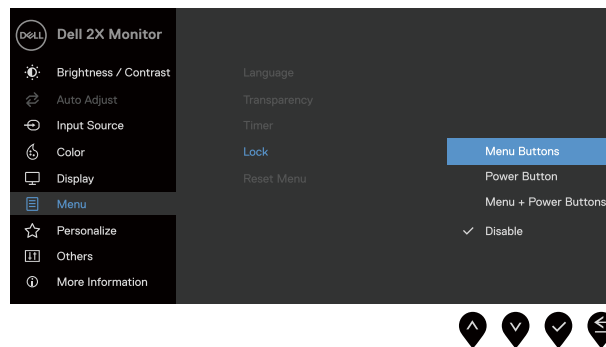 DELL Dell 2X Monitor
Brightness / Contrast
Auto Adjust
Input Source
Color
Display
Menu
Personalize
Others
More Information
Language
Transparency
Timer
Lock
Reset Menu
Menu Buttons
Power Button
Menu + Power Buttons
Disable